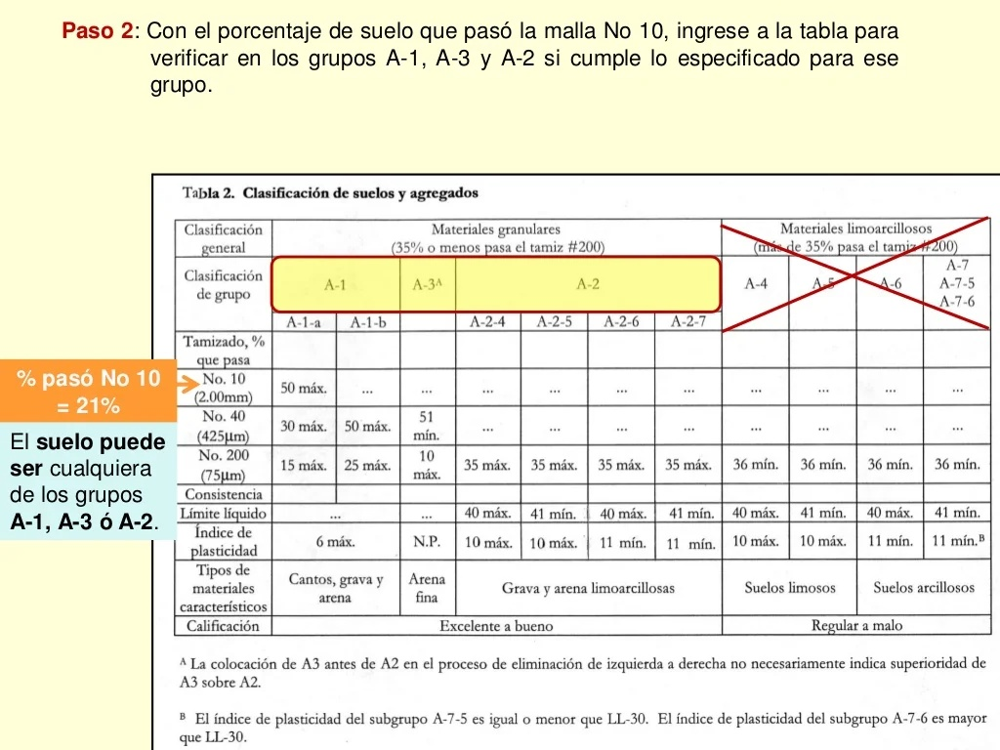 Paso 2: Con el porcentaje de suelo que pasó la malla No 10, ingrese a la tabla para
verificar en los grupos A-1, A-3 y A-2 si cumple lo especificado para ese
grupo.
Tabla 2. Clasificación de suelos y agregados
Clasificación general Materiales granulares (35% o menos pasa el tamiz #200) Materiales limoarcillosos (más de 35% pasa el tamiz #200)
Clasificación de grupo A-1 A-3ᴬ A-2 A-4 A-5 A-6 A-7 A-7-5 A-7-6
A-1-a A-1-b A-2-4 A-2-5 A-2-6 A-2-7
Tamizado, % que pasa
No. 10 (2.00mm) 50 máx. ... ... ... ... ... ... ... ... ... ...
No. 40 (425µm) 30 máx. 50 máx. 51 mín. ... ... ... ... ... ... ... ...
No. 200 (75µm) 15 máx. 25 máx. 10 máx. 35 máx. 35 máx. 35 máx. 35 máx. 36 mín. 36 mín. 36 mín. 36 mín.
Consistencia
Límite líquido ... ... 40 máx. 41 mín. 40 máx. 41 mín. 40 máx. 41 mín. 40 máx. 41 mín.
Índice de plasticidad 6 máx. N.P. 10 máx. 10 máx. 11 mín. 11 mín. 10 máx. 10 máx. 11 mín. 11 mín.ᴮ
Tipos de materiales característicos Cantos, grava y arena Arena fina Grava y arena limoarcillosas Suelos limosos Suelos arcillosos
Calificación Excelente a bueno Regular a malo
% pasó No 10
= 21%
El suelo puede
ser cualquiera
de los grupos
A-1, A-3 ó A-2.
ᴬ La colocación de A3 antes de A2 en el proceso de eliminación de izquierda a derecha no necesariamente indica superioridad de
A3 sobre A2.
ᴮ El índice de plasticidad del subgrupo A-7-5 es igual o menor que LL-30. El índice de plasticidad del subgrupo A-7-6 es mayor
que LL-30.